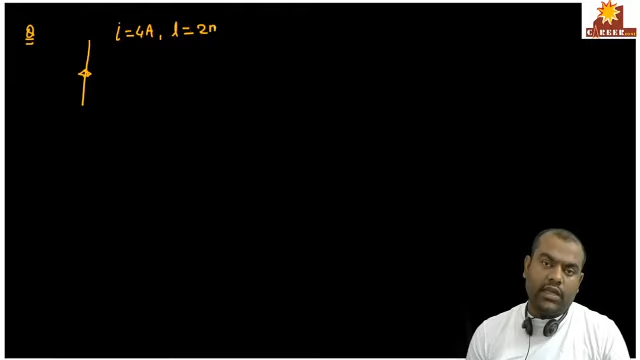 Q i = 4A, l = 2m
CAREER